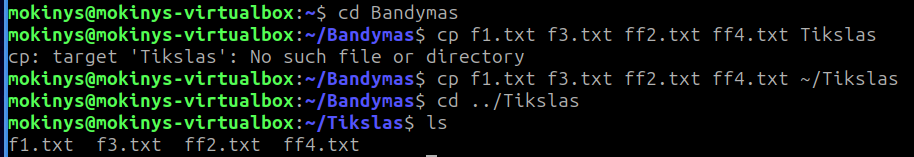 mokinys@mokinys-virtualbox:~$ cd Bandymas
mokinys@mokinys-virtualbox:~/Bandymas$ cp f1.txt f3.txt ff2.txt ff4.txt Tikslas
cp: target 'Tikslas': No such file or directory
mokinys@mokinys-virtualbox:~/Bandymas$ cp f1.txt f3.txt ff2.txt ff4.txt ~/Tikslas
mokinys@mokinys-virtualbox:~/Bandymas$ cd ../Tikslas
mokinys@mokinys-virtualbox:~/Tikslas$ ls
f1.txt  f3.txt  ff2.txt  ff4.txt